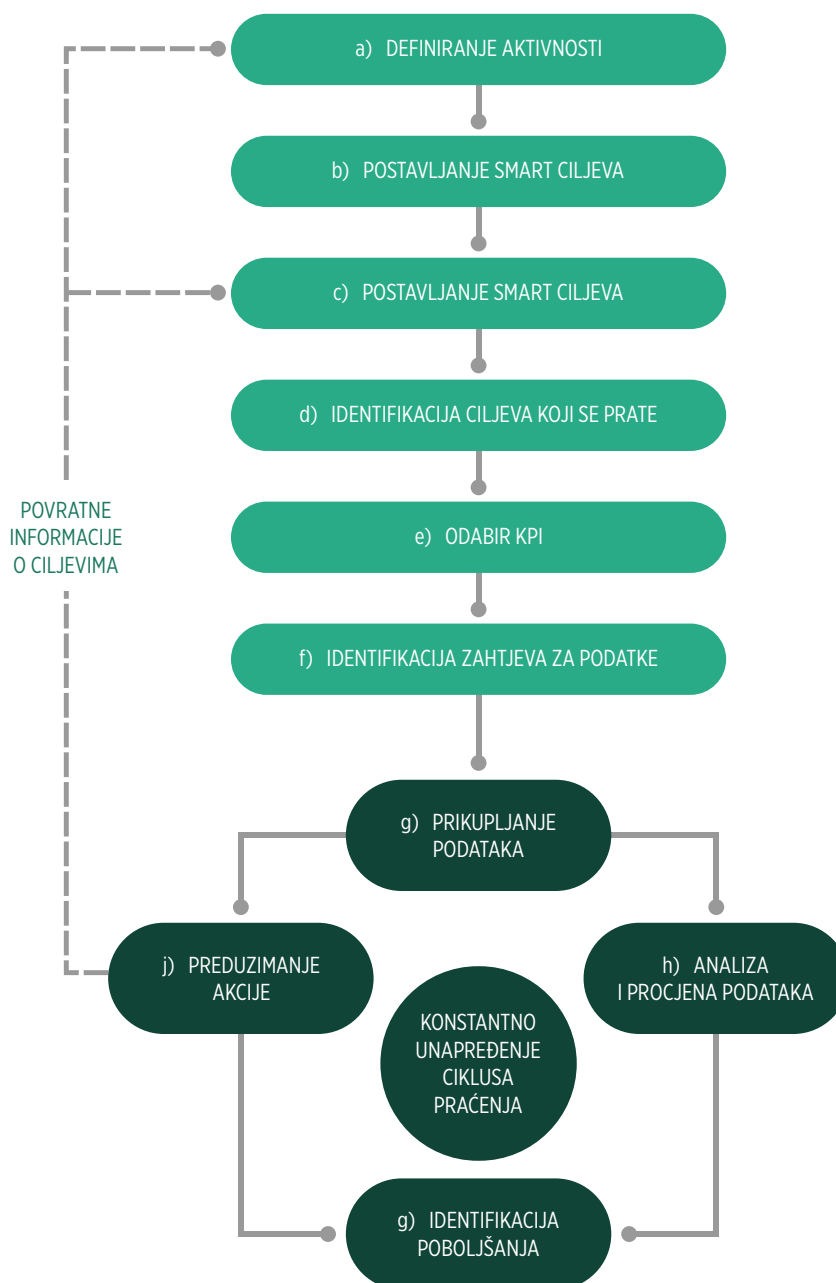 a) DEFINIRANJE AKTIVNOSTI
b) POSTAVLJANJE SMART CILJEVA
c) POSTAVLJANJE SMART CILJEVA
d) IDENTIFIKACIJA CILJEVA KOJI SE PRATE
POVRATNE
INFORMACIJE
O CILJEVIMA
e) ODABIR KPI
f) IDENTIFIKACIJA ZAHTJEVA ZA PODATKE
g) PRIKUPLJANJE
PODATAKA
j) PREDUZIMANJE
AKCIJE
h) ANALIZA
I PROCJENA PODATAKA
KONSTANTNO
UNAPREĐENJE
CIKLUSA
PRAĆENJA
g) IDENTIFIKACIJA
POBOLJŠANJA